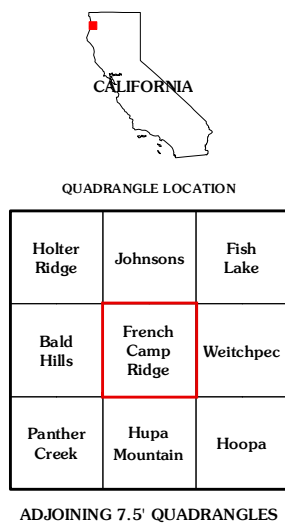 CALIFORNIA
QUADRANGLE LOCATION
Holter
Ridge
Johnsons
Fish
Lake
Bald
Hills
French
Camp
Ridge
Weitchpec
Panther
Creek
Hupa
Mountain
Hoopa
ADJOINING 7.5' QUADRANGLES